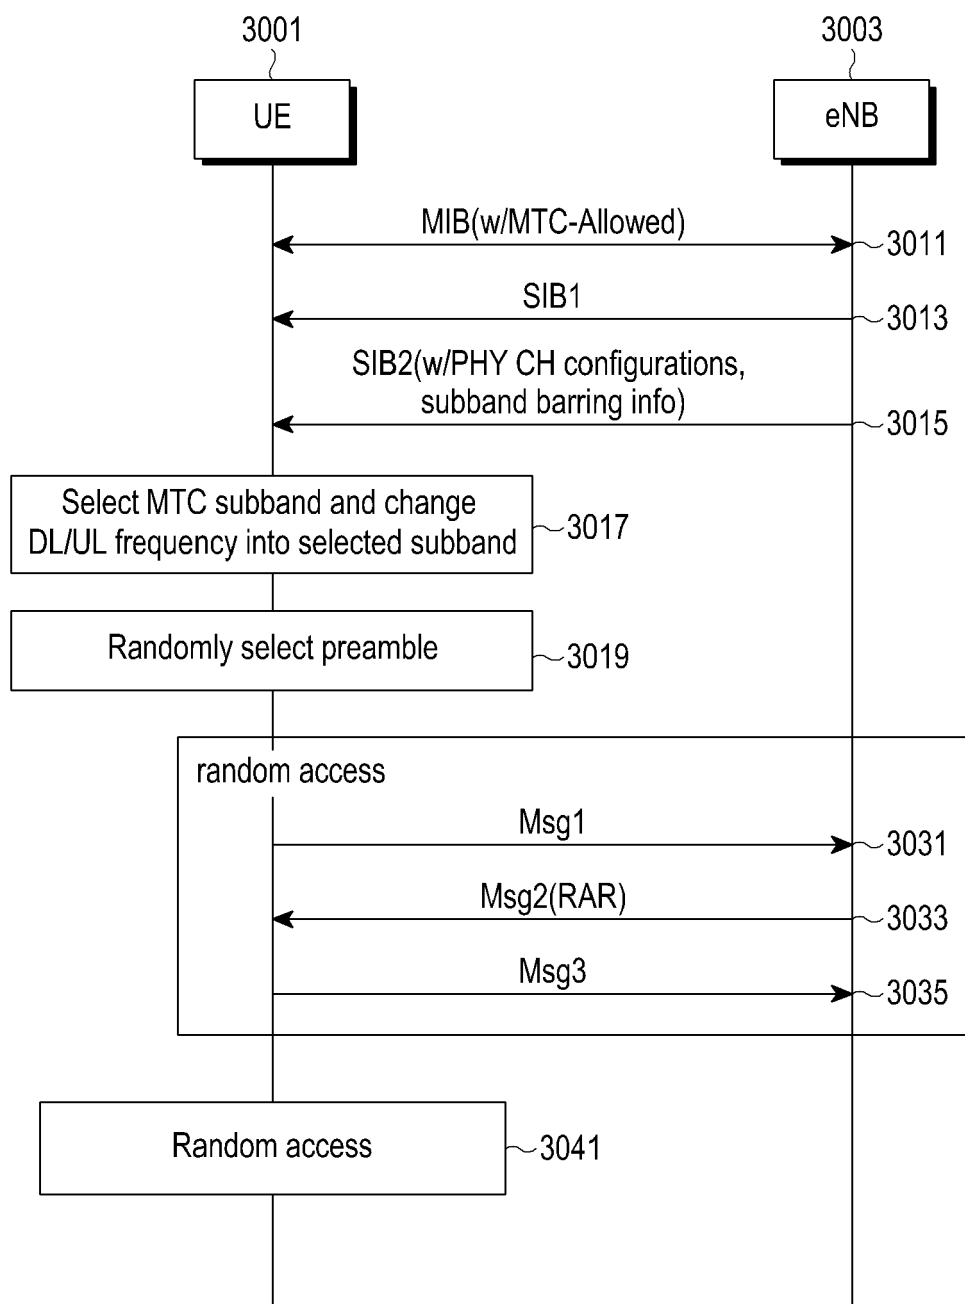 3001
3003
UE
eNB
MIB(w/MTC-Allowed)
3011
SIB1
3013
SIB2(w/PHY CH configurations,
subband barring info)
3015
Select MTC subband and change
DL/UL frequency into selected subband
3017
Randomly select preamble
3019
random access
Msg1
3031
Msg2(RAR)
3033
Msg3
3035
Random access
3041